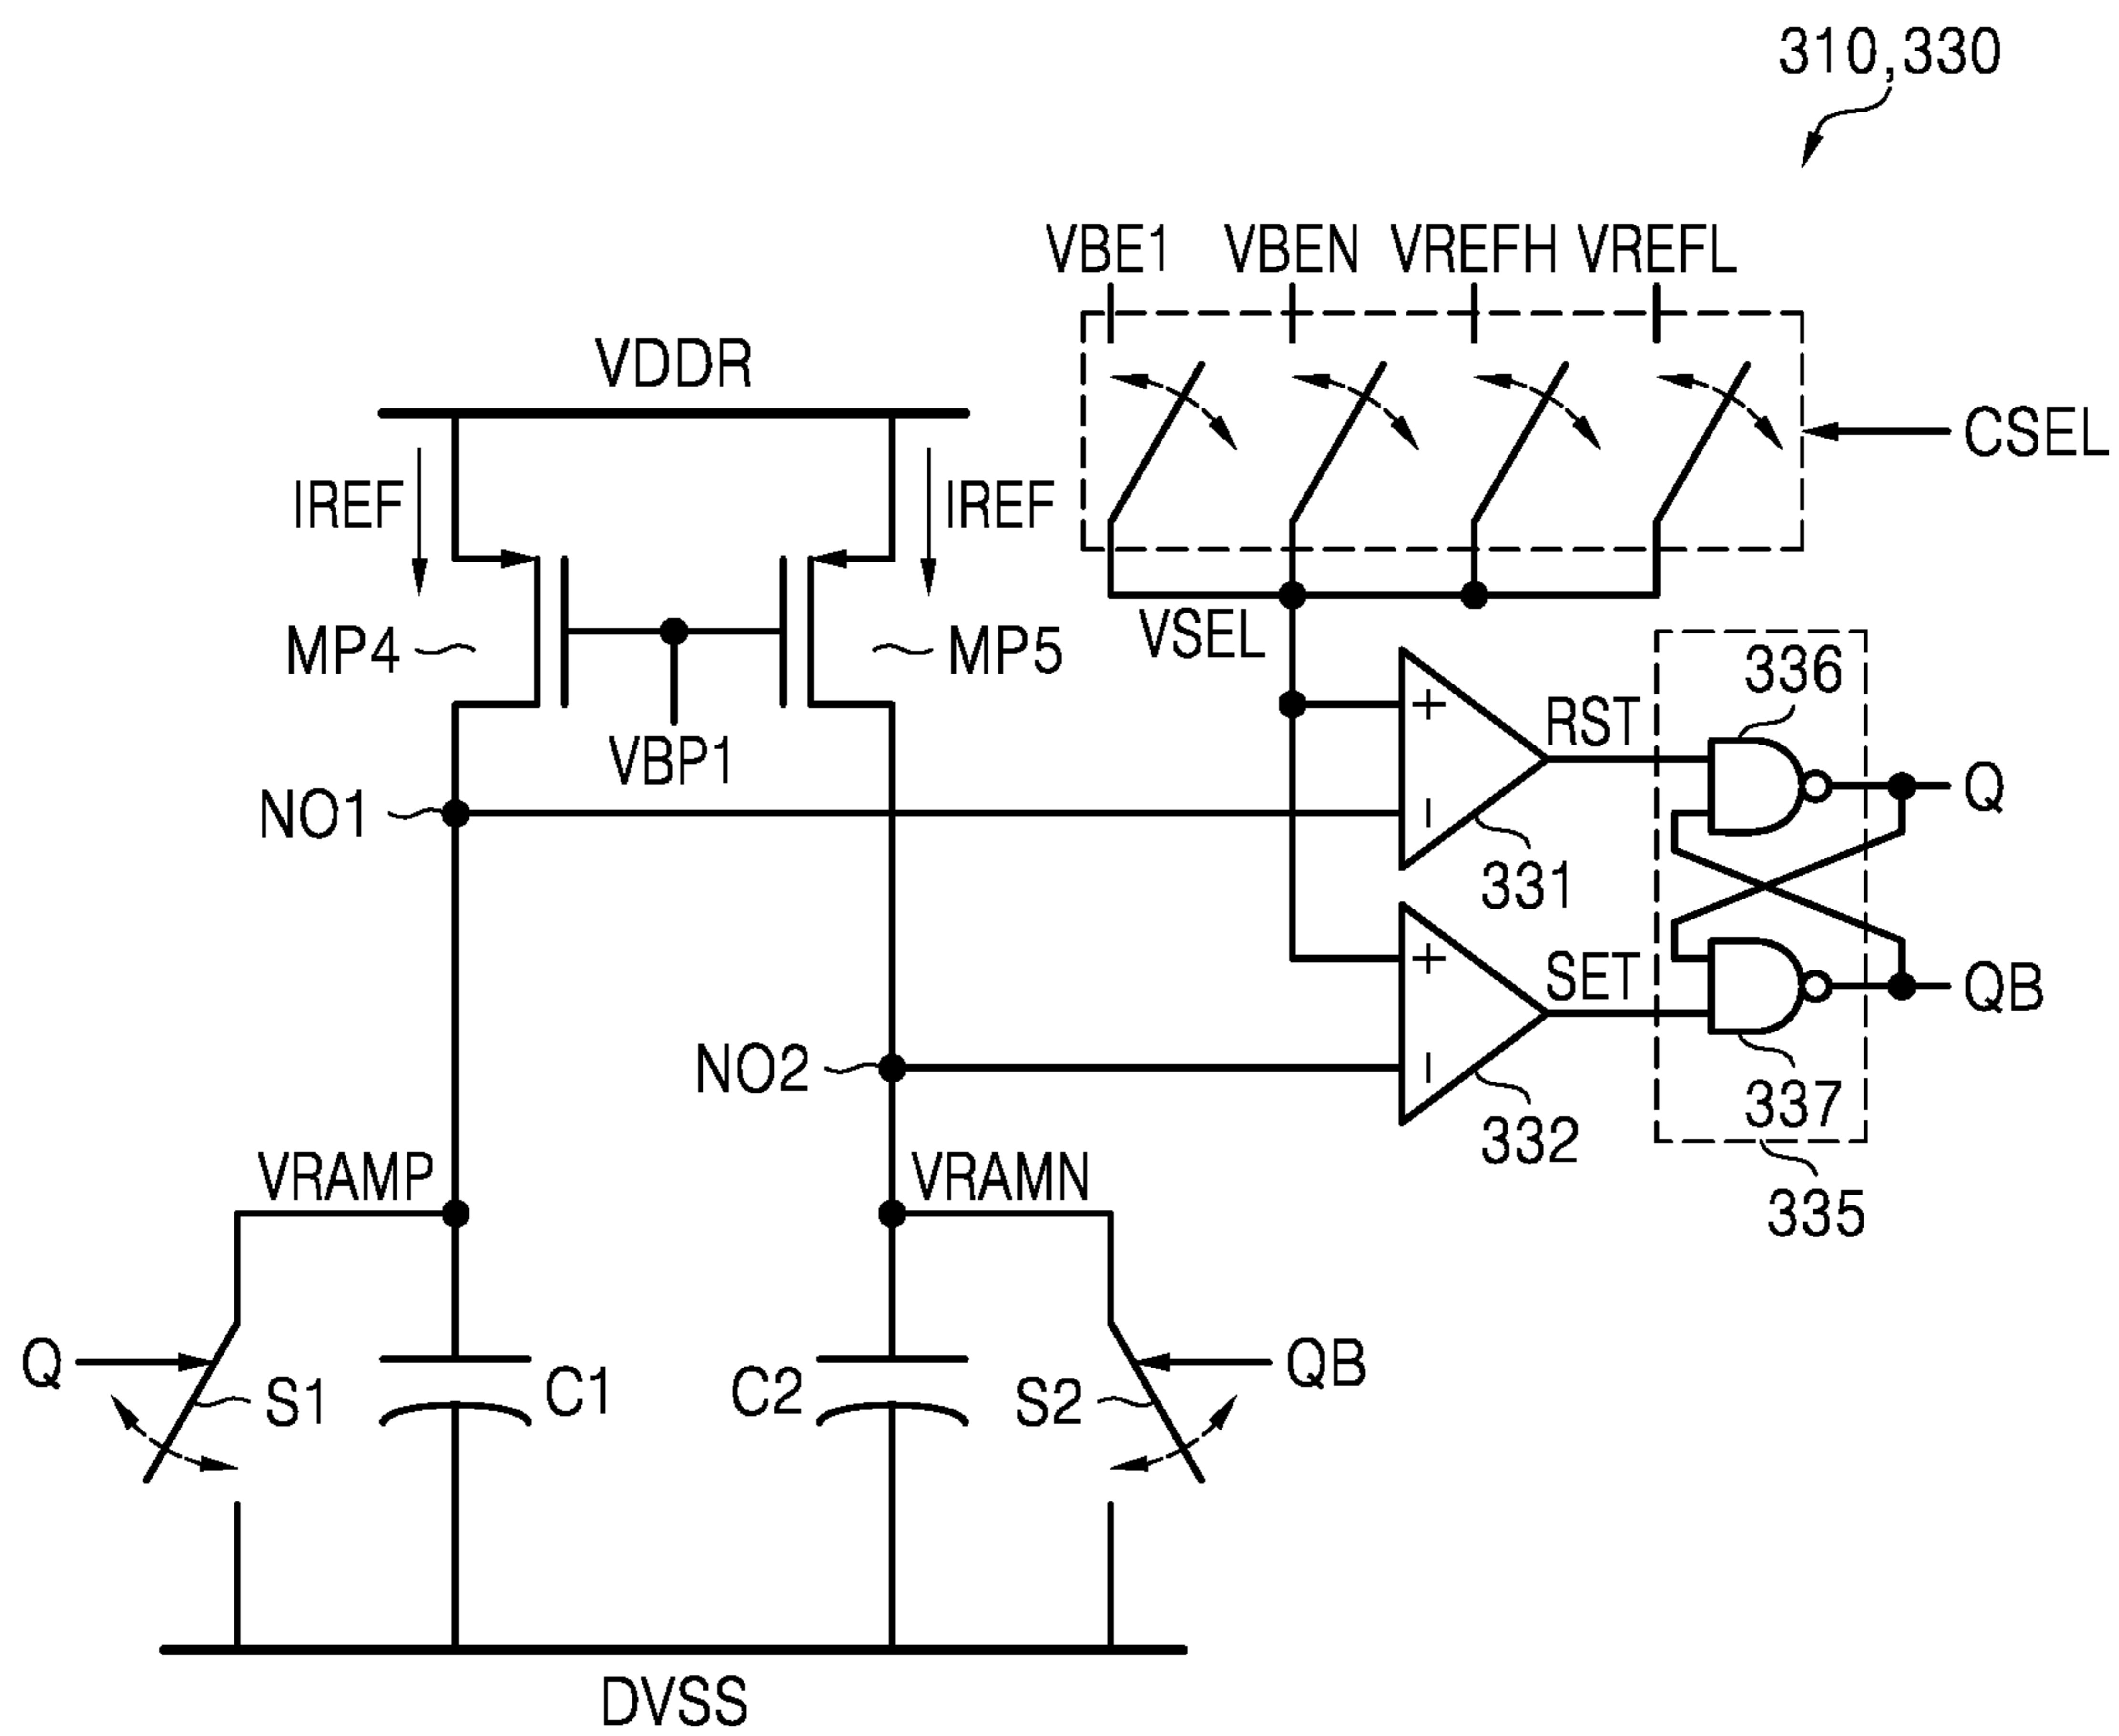 310,330
VBE1 VBEN VREFH VREFL
VDDR
CSEL
IREF IREF
MP4 MP5
VSEL
336
RST
VBP1
NO1
Q
+
-
331
+
-
SET
QB
NO2
337
332
VRAMP VRAMN
335
Q
S1
C1 C2
S2
QB
DVSS